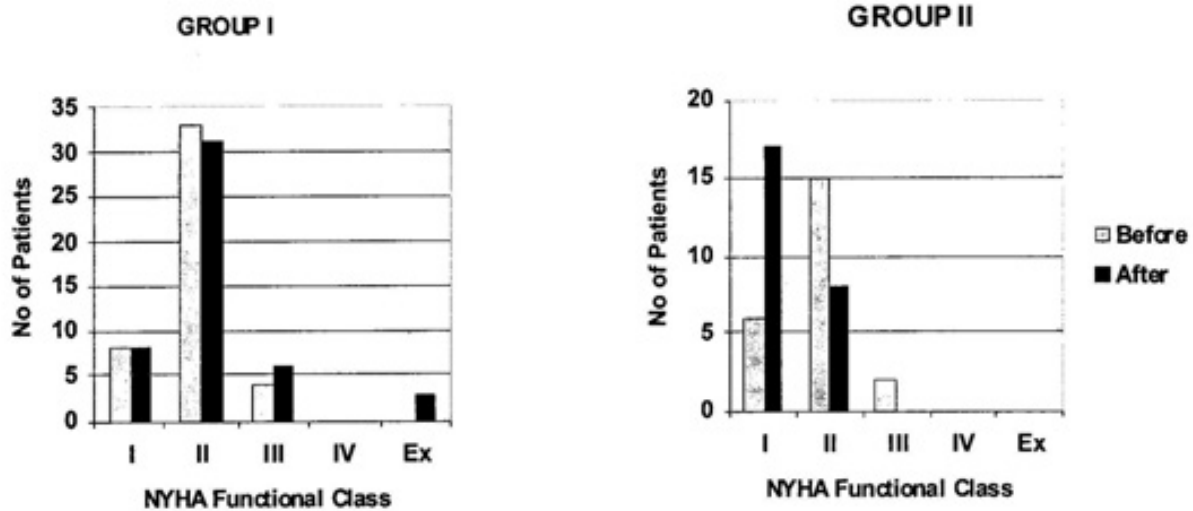 GROUP I
35
30
25
20
15
10
5
0
No of Patients
I
II
III
IV
Ex
NYHA Functional Class
GROUP II
20
15
10
5
0
No of Patients
I
II
III
IV
Ex
NYHA Functional Class
Before
After